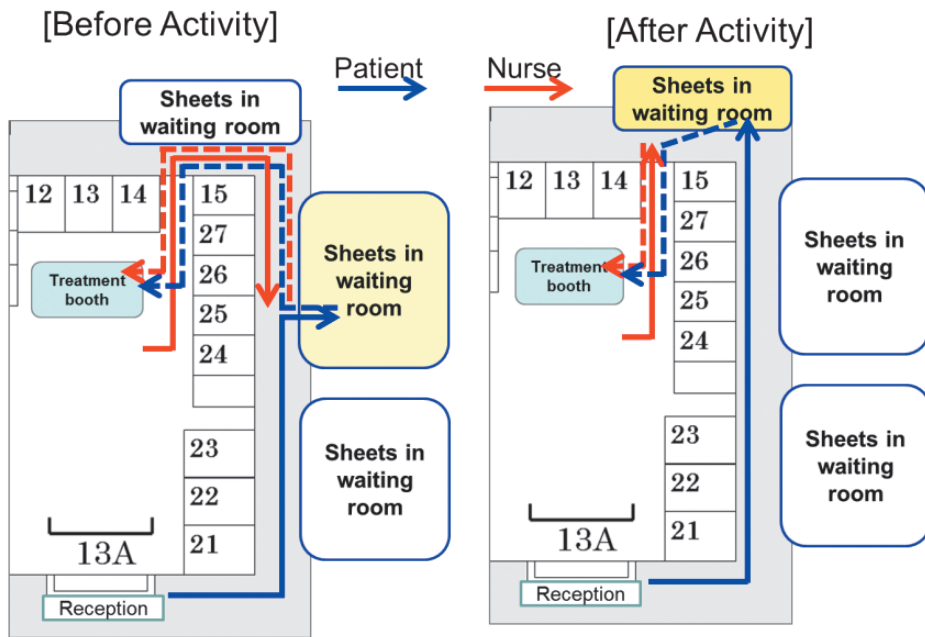 [Before Activity]
[After Activity]
Patient
Nurse
Sheets in
waiting room
12
13
14
15
27
26
25
24
23
22
21
Treatment
booth
Sheets in
waiting
room
Sheets in
waiting
room
13A
Reception
Sheets in
waiting
room
12
13
14
15
27
26
25
24
23
22
21
Treatment
booth
Sheets in
waiting
room
Sheets in
waiting
room
13A
Reception